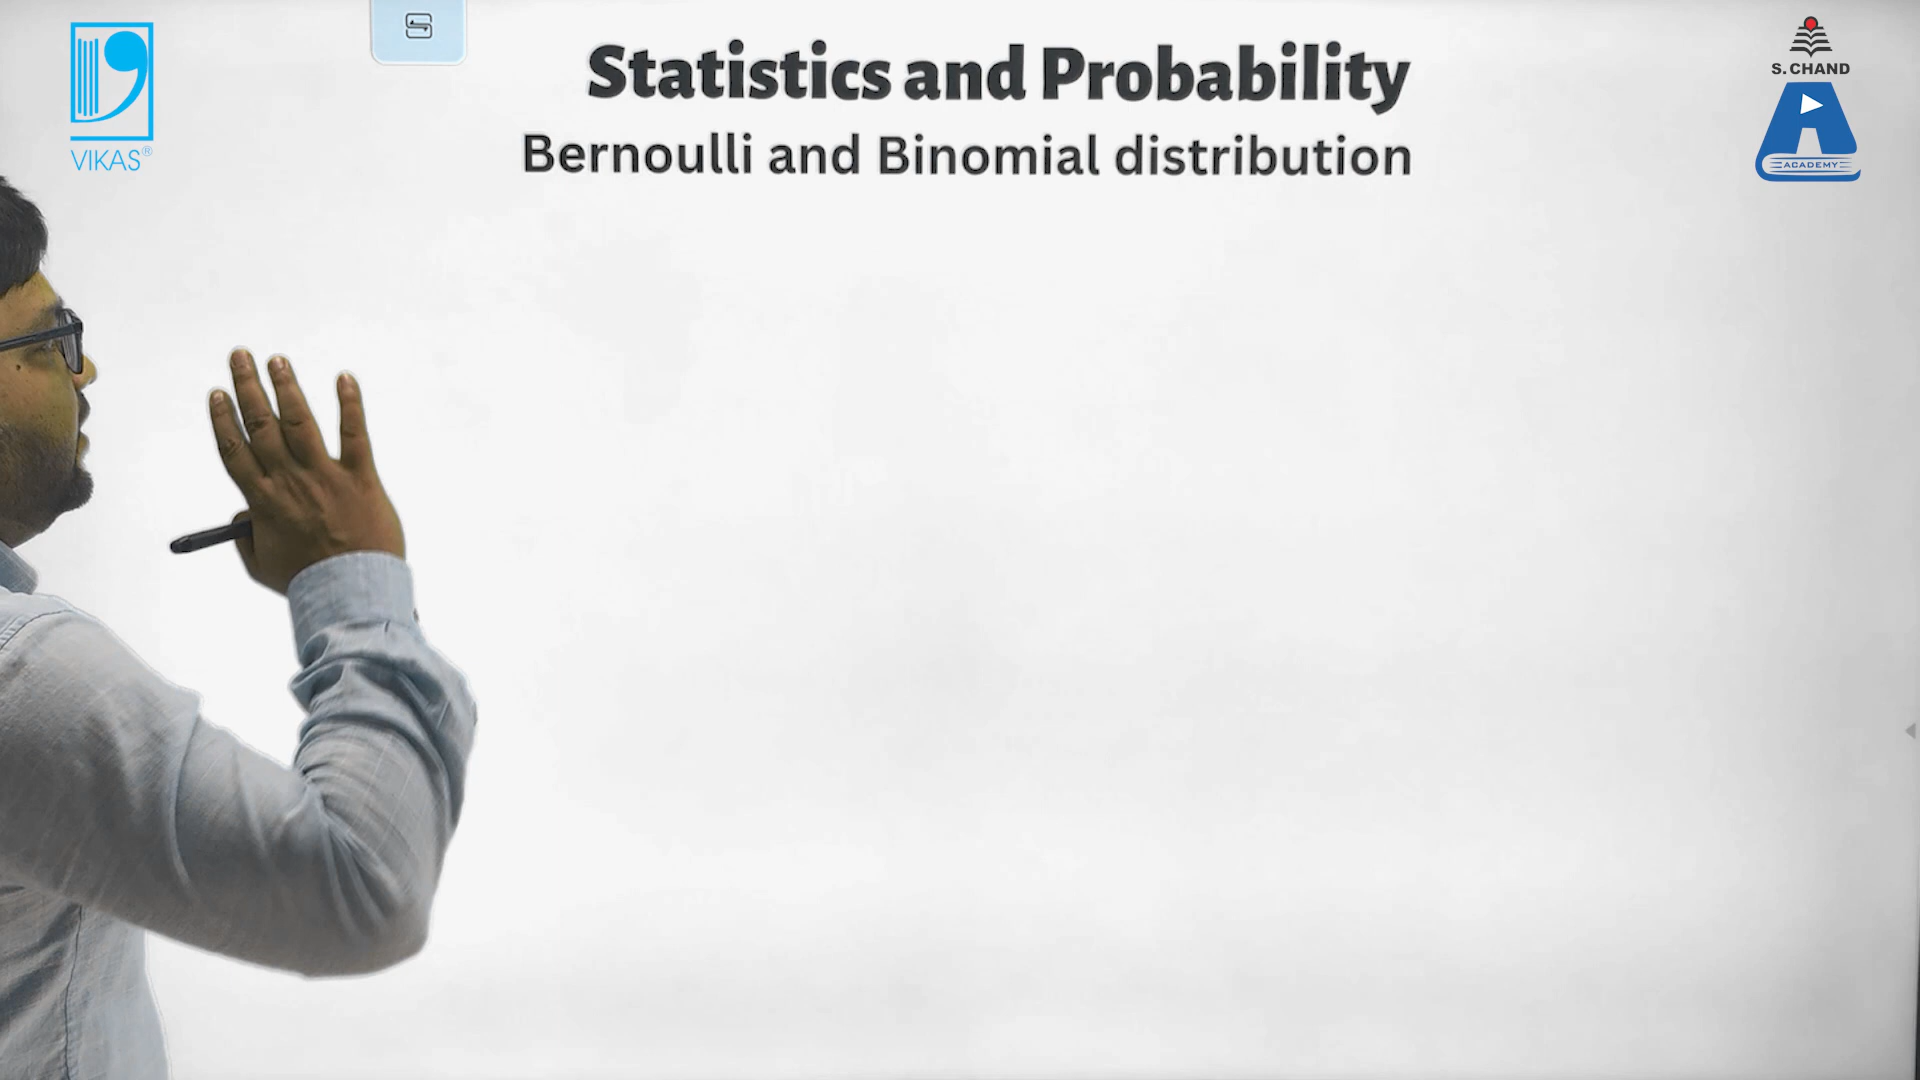 Statistics and Probability
Bernoulli and Binomial distribution
VIKAS®
S. CHAND
ACADEMY